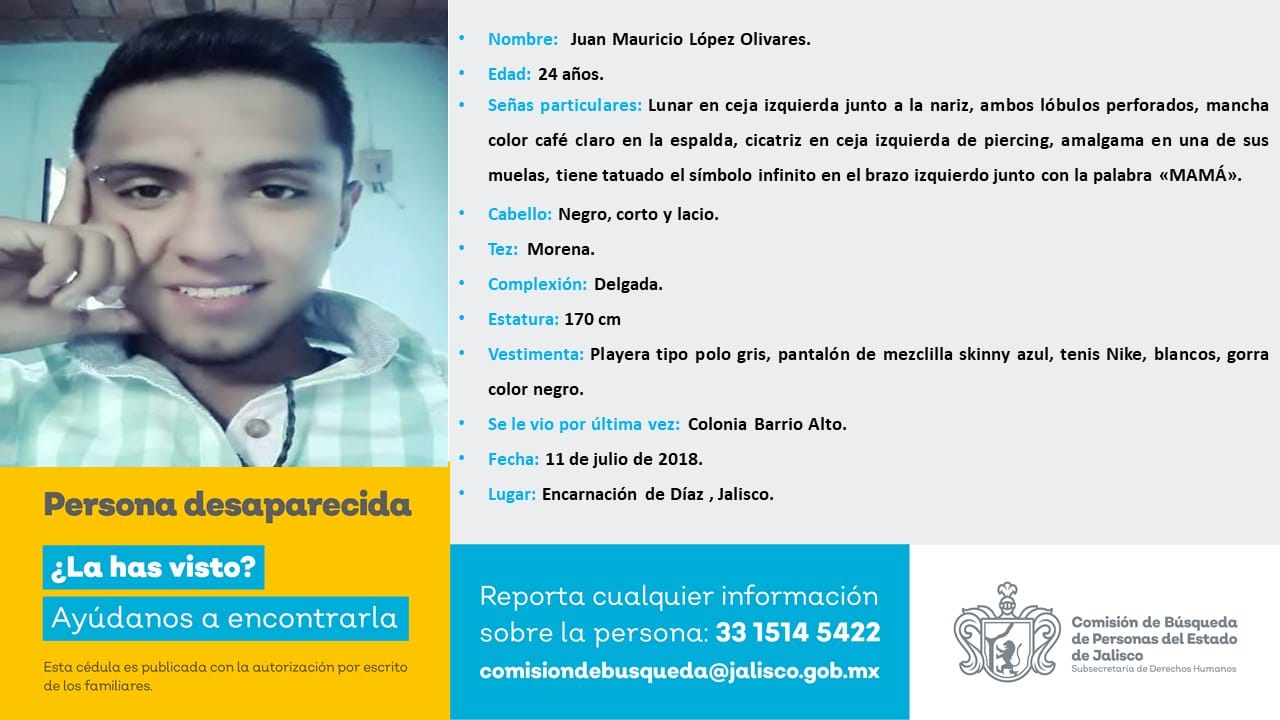 Nombre: Juan Mauricio López Olivares.
Edad: 24 años.
Señas particulares: Lunar en ceja izquierda junto a la nariz, ambos lóbulos perforados, mancha
color café claro en la espalda, cicatriz en ceja izquierda de piercing, amalgama en una de sus
muelas, tiene tatuado el símbolo infinito en el brazo izquierdo junto con la palabra «MAMÁ».
Cabello: Negro, corto y lacio.
Tez: Morena.
Complexión: Delgada.
Estatura: 170 cm
Vestimenta: Playera tipo polo gris, pantalón de mezclilla skinny azul, tenis Nike, blancos, gorra
color negro.
Se le vio por última vez: Colonia Barrio Alto.
Fecha: 11 de julio de 2018.
Lugar: Encarnación de Díaz , Jalisco.
Persona desaparecida
¿La has visto?
Ayúdanos a encontrarla
Esta cédula es publicada con la autorización por escrito
de los familiares.
Reporta cualquier información
sobre la persona: 33 1514 5422
comisiondebusqueda@jalisco.gob.mx
Comisión de Búsqueda
de Personas del Estado
de Jalisco
Subsecretaría de Derechos Humanos